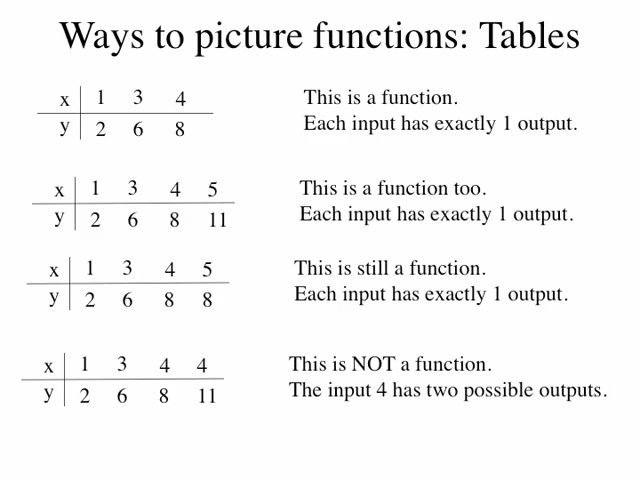 Ways to picture functions: Tables
x 1 3 4
This is a function.
y 2 6 8
Each input has exactly 1 output.
x 1 3 4 5
This is a function too.
y 2 6 8 11
Each input has exactly 1 output.
x 1 3 4 5
This is still a function.
y 2 6 8 8
Each input has exactly 1 output.
x 1 3 4 4
This is NOT a function.
y 2 6 8 11
The input 4 has two possible outputs.